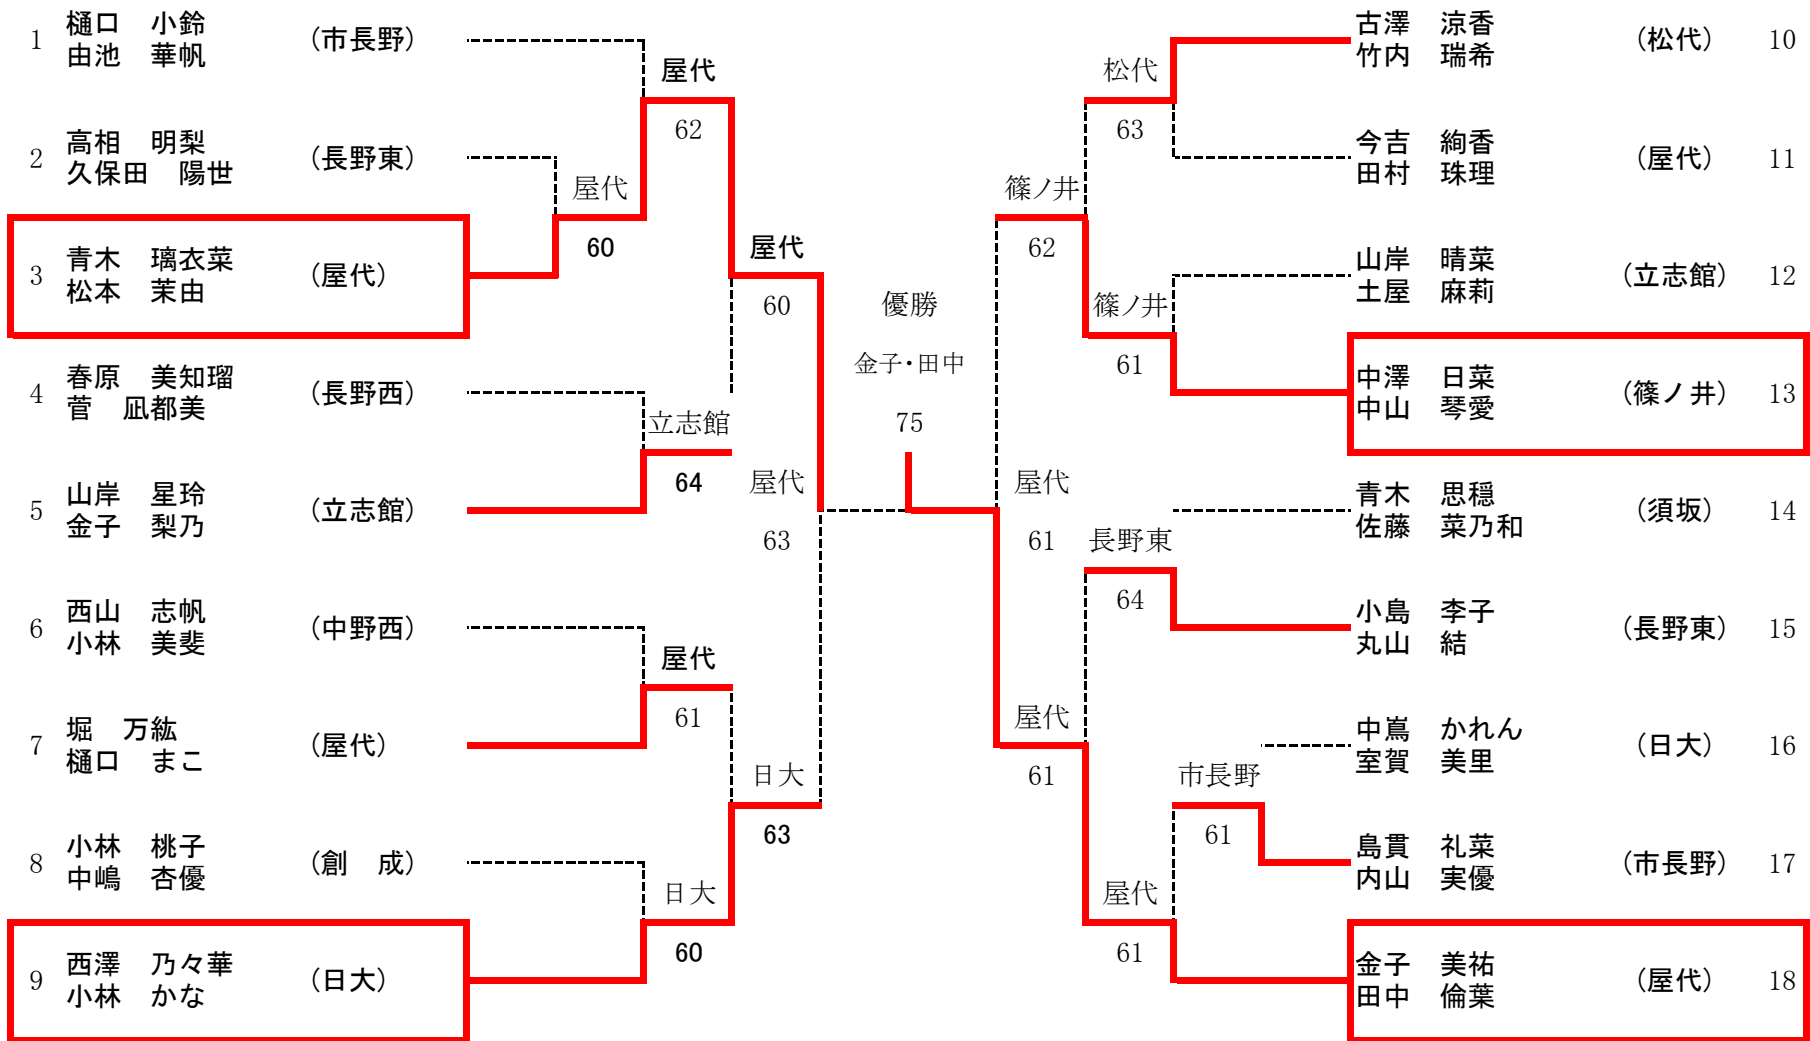 1 樋口　小鈴 (市長野)
由池　華帆
2 高相　明梨 (長野東)
久保田　陽世
3 青木　璃衣菜 (屋代)
松本　茉由
4 春原　美知瑠 (長野西)
菅　凪都美
5 山岸　星玲 (立志館)
金子　梨乃
6 西山　志帆 (中野西)
小林　美斐
7 堀　万紘 (屋代)
樋口　まこ
8 小林　桃子 (創　成)
中嶋　杏優
9 西澤　乃々華 (日大)
小林　かな
屋代
60
屋代
62
立志館
64
屋代
61
日大
60
屋代
60
日大
63
屋代
63
優勝
金子・田中
75
屋代
61
篠ノ井
62
屋代
61
松代
63
篠ノ井
61
長野東
64
屋代
61
市長野
61
古澤　涼香 (松代) 10
竹内　瑞希
今吉　絢香 (屋代) 11
田村　珠理
山岸　晴菜 (立志館) 12
土屋　麻莉
中澤　日菜 (篠ノ井) 13
中山　琴愛
青木　思穏 (須坂) 14
佐藤　菜乃和
小島　李子 (長野東) 15
丸山　結
中嶌　かれん (日大) 16
室賀　美里
島貫　礼菜 (市長野) 17
内山　実優
金子　美祐 (屋代) 18
田中　倫葉